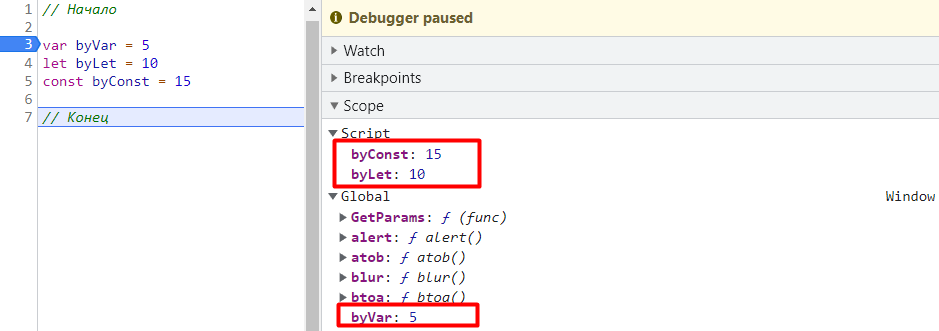 1 // Начало
2
3 var byVar = 5
4 let byLet = 10
5 const byConst = 15
6
7 // Конец
Debugger paused
Watch
Breakpoints
Scope
Script
byConst: 15
byLet: 10
Global Window
GetParams: ƒ (func)
alert: ƒ alert()
atob: ƒ atob()
blur: ƒ blur()
btoa: ƒ btoa()
byVar: 5